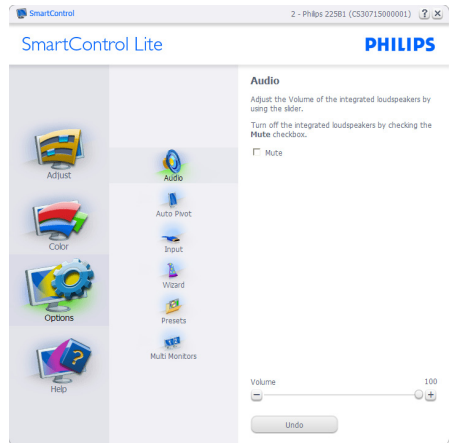 SmartControl
2 - Philips 225B1 (CS30715000001)
SmartControl Lite
PHILIPS
Adjust
Color
Options
Help
Audio
Auto Pivot
Input
Wizard
Presets
Multi Monitors
Audio
Adjust the Volume of the integrated loudspeakers by
using the slider.
Turn off the integrated loudspeakers by checking the
Mute checkbox.
Mute
Volume 100
Undo